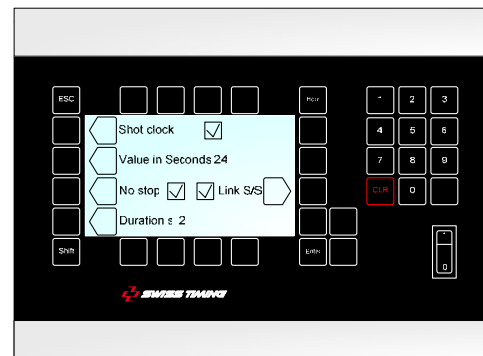 ESC
2 3
Shot clock
4 5 6
Value in Seconds 24
7 8 9
No stop Link S/S
CLR 0
Duration s 2
Shift Enter
0
SWISS TIMING